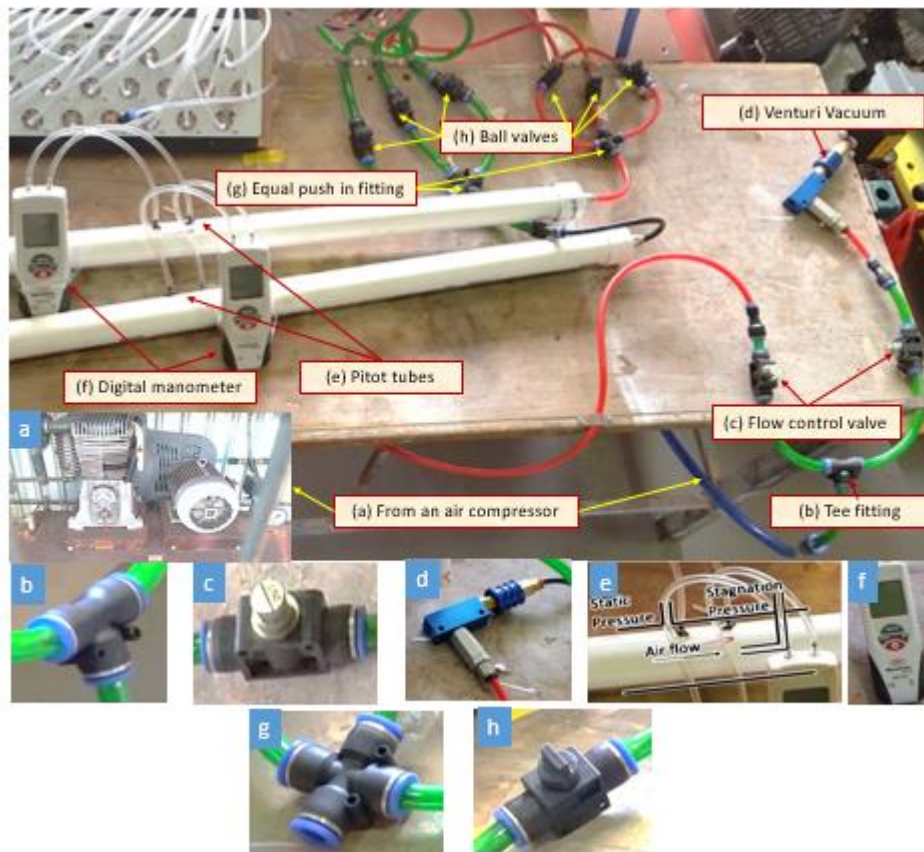 (d) Venturi Vacuum
(h) Ball valves
(g) Equal push in fitting
(f) Digital manometer
(e) Pitot tubes
(c) Flow control valve
a
(a) From an air compressor
(b) Tee fitting
b
c
d
e
Static
Pressure
Stagnation
Pressure
Air flow
f
g
h